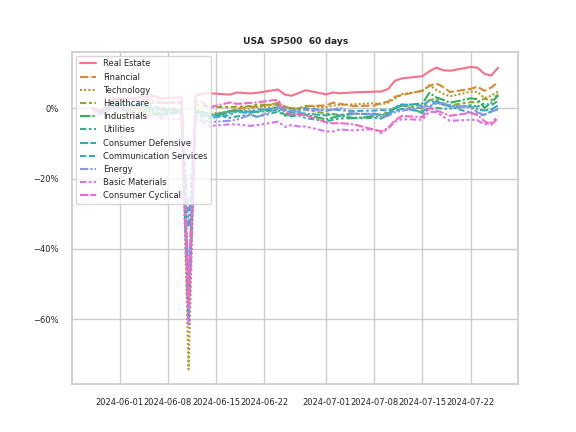 USA SP500 60 days
Real Estate
Financial
Technology
Healthcare
Industrials
Utilities
Consumer Defensive
Communication Services
Energy
Basic Materials
Consumer Cyclical
0%
−20%
−40%
−60%
2024-06-01 2024-06-08 2024-06-15 2024-06-22 2024-07-01 2024-07-08 2024-07-15 2024-07-22